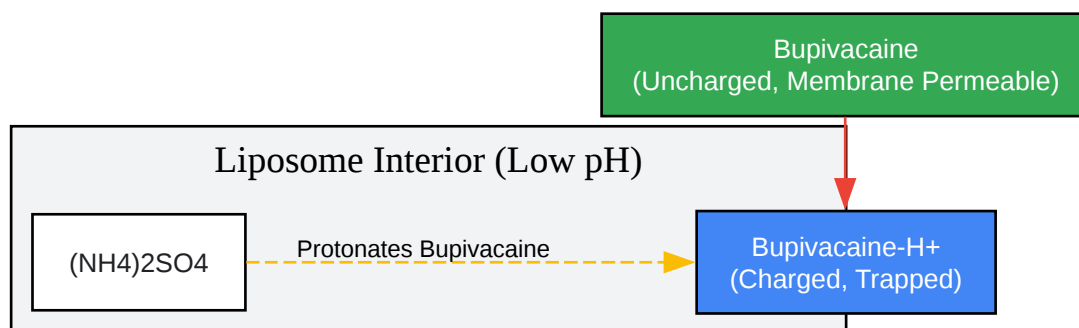 Bupivacaine
(Uncharged, Membrane Permeable)
Liposome Interior (Low pH)
(NH4)2SO4
Protonates Bupivacaine
Bupivacaine-H+
(Charged, Trapped)